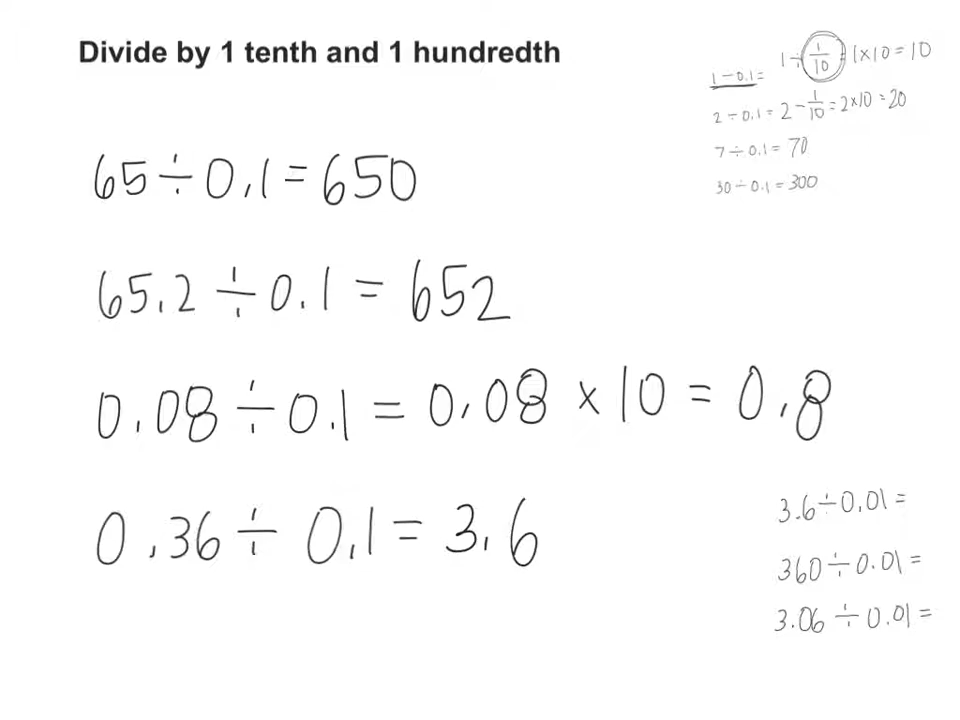 Divide by 1 tenth and 1 hundredth
1 ÷ 0.1 = 1 ÷ 1/10 = 1 × 10 = 10
2 ÷ 0.1 = 2 ÷ 1/10 = 2 × 10 = 20
7 ÷ 0.1 = 70
30 ÷ 0.1 = 300
65 ÷ 0.1 = 650
65.2 ÷ 0.1 = 652
0.08 ÷ 0.1 = 0.08 × 10 = 0.8
0.36 ÷ 0.1 = 3.6
3.6 ÷ 0.01 =
360 ÷ 0.01 =
3.06 ÷ 0.01 =